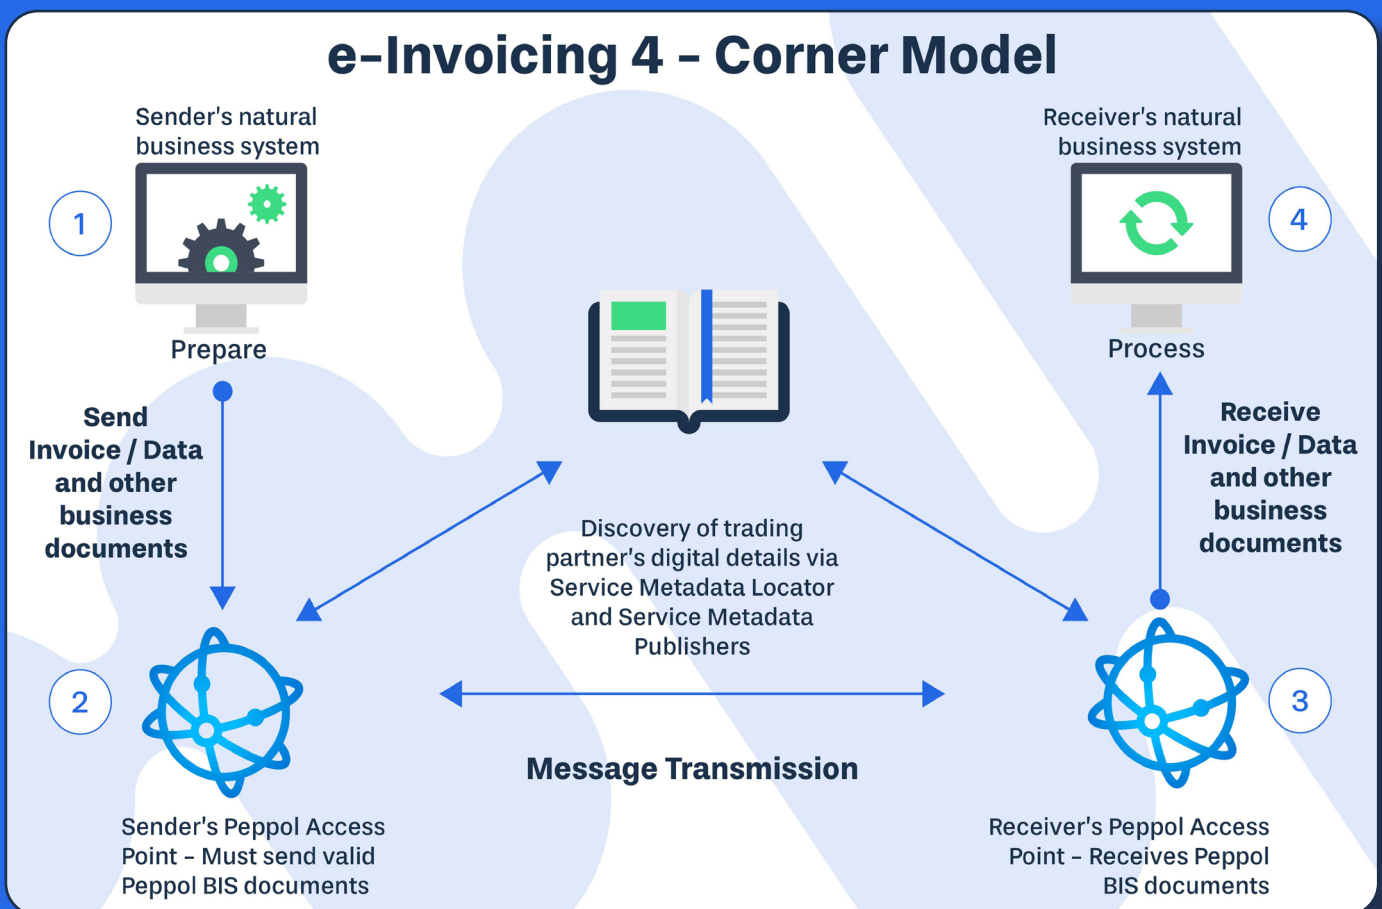 e-Invoicing 4 - Corner Model
Sender's natural
business system
Receiver's natural
business system
1
4
Prepare
Process
Send
Invoice / Data
and other
business
documents
Receive
Invoice / Data
and other
business
documents
Discovery of trading
partner's digital details via
Service Metadata Locator
and Service Metadata
Publishers
2
3
Message Transmission
Sender's Peppol Access
Point - Must send valid
Peppol BIS documents
Receiver's Peppol Access
Point - Receives Peppol
BIS documents